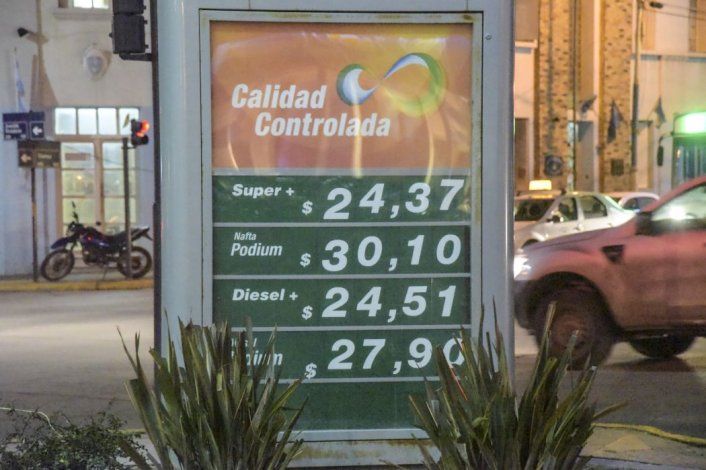 Calidad
Controlada
Super + $ 24,37
Nafta
Podium $ 30,10
Diesel + $ 24,51
$ 27,90